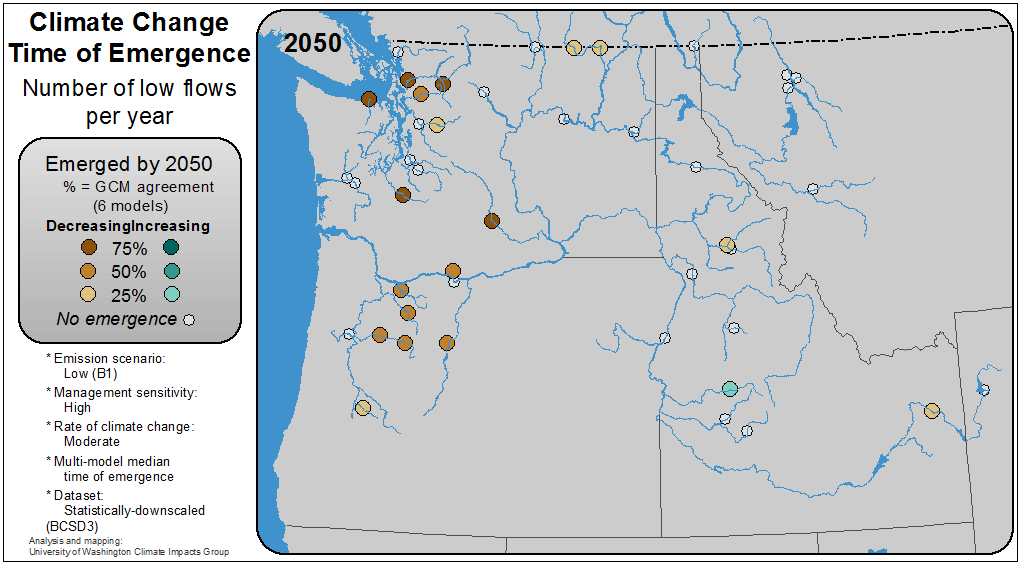 Climate Change
Time of Emergence
Number of low flows
per year
2050
Emerged by 2050
% = GCM agreement
(6 models)
DecreasingIncreasing
75%
50%
25%
No emergence
* Emission scenario:
Low (B1)
* Management sensitivity:
High
* Rate of climate change:
Moderate
* Multi-model median
time of emergence
* Dataset:
Statistically-downscaled
(BCSD3)
Analysis and mapping:
University of Washington Climate Impacts Group